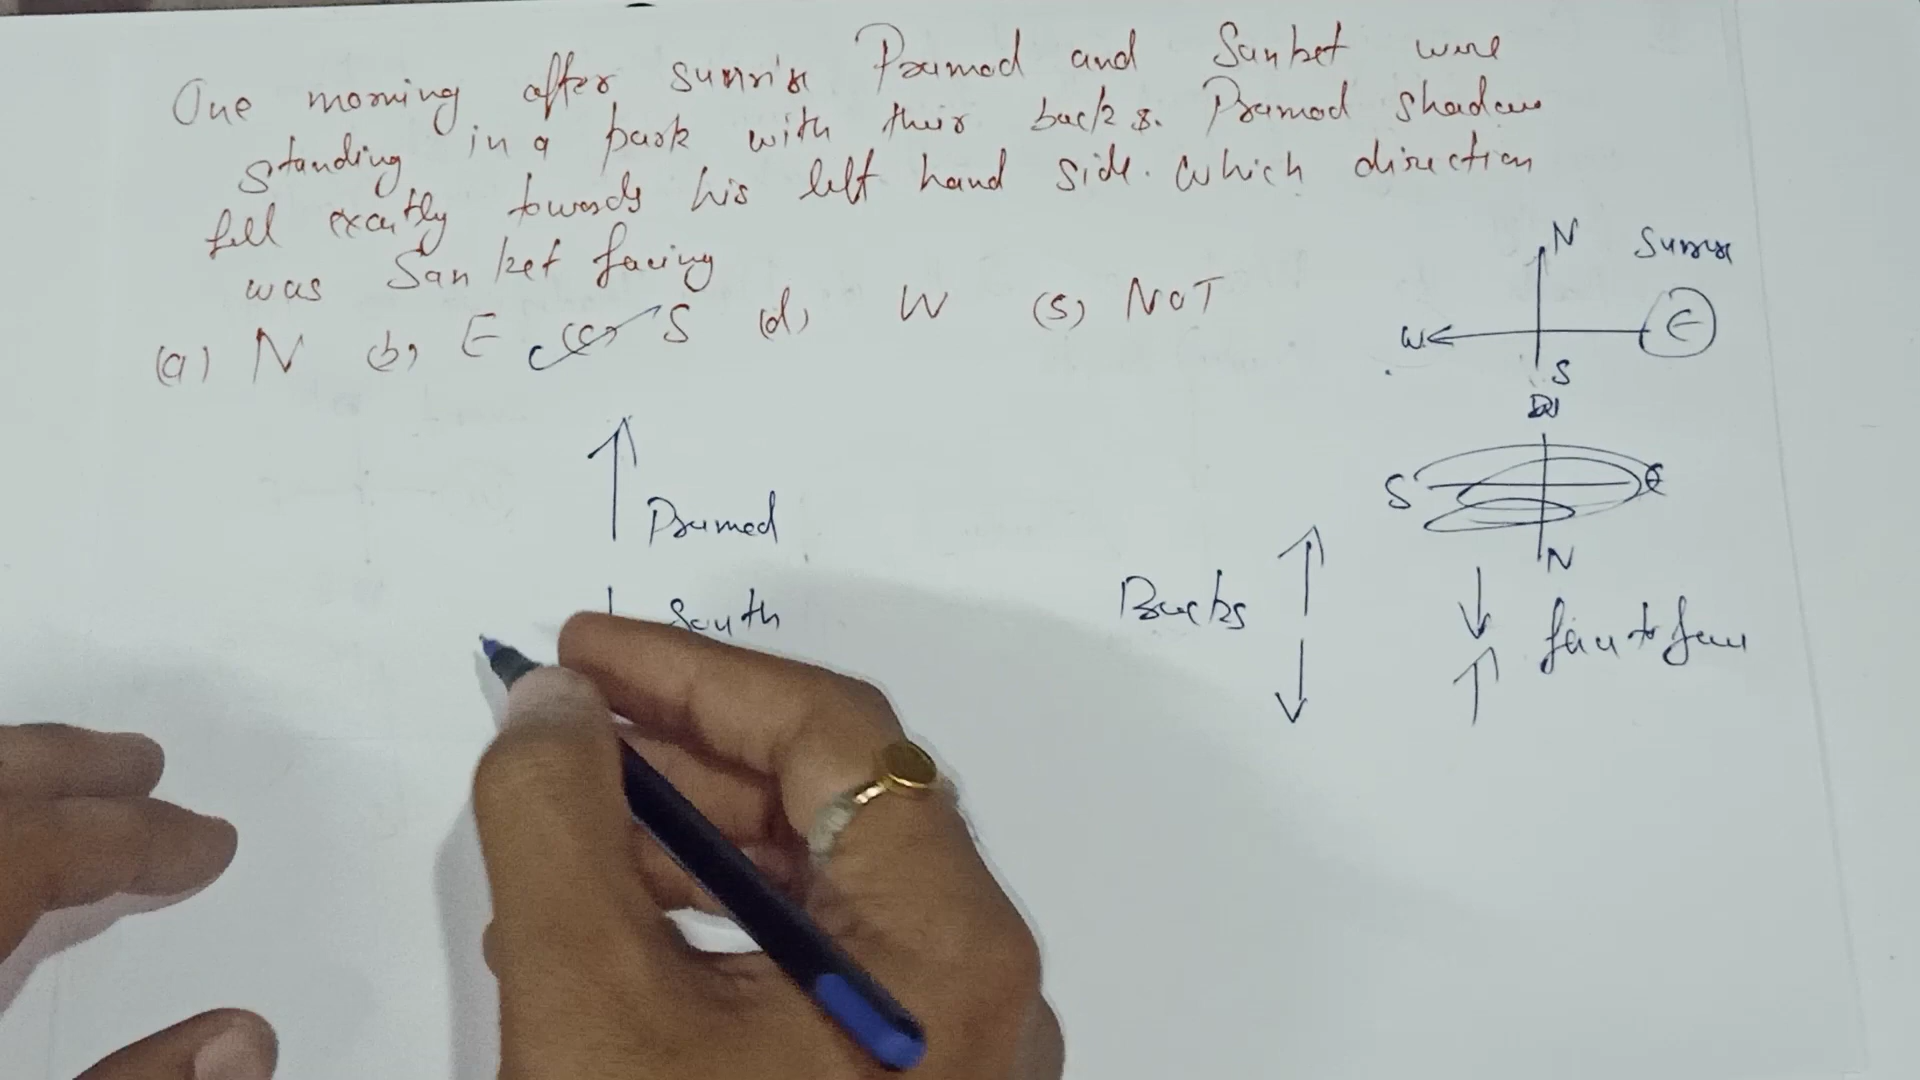 One morning after sunrise Pramod and Sanket were
standing in a park with their backs. Pramod shadow
fell exactly towards his left hand side. Which direction
was Sanket facing
(a) N (b) E (c) S (d) W (5) NOT
N Sunrise
W E
S
S E
N
Pramod
South
Backs
face to face